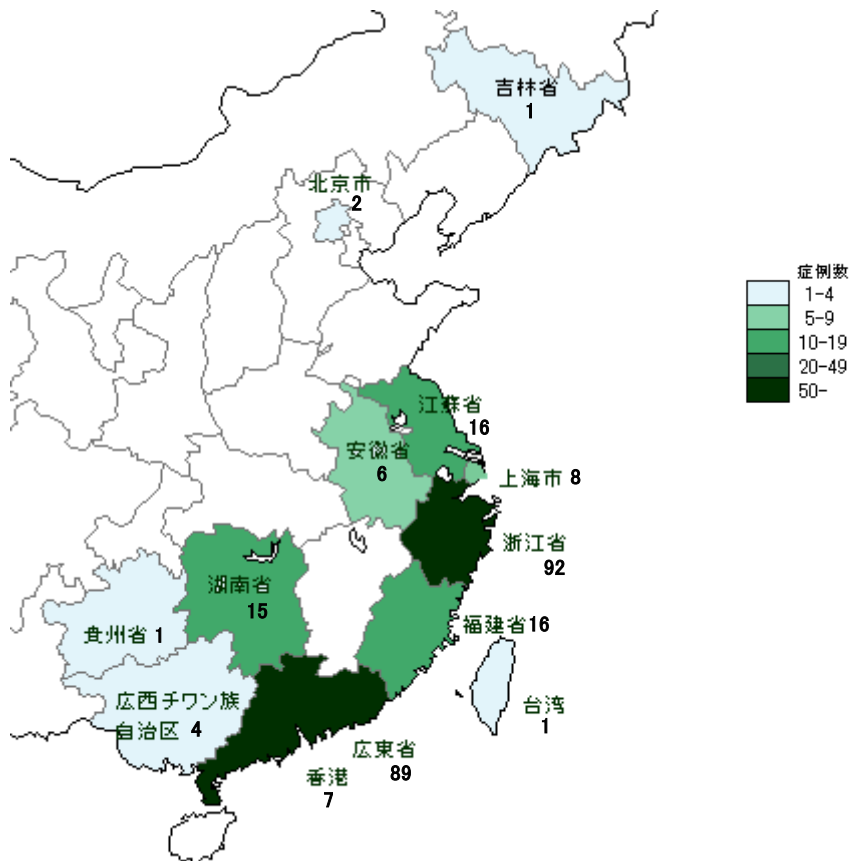 吉林省
1
北京市
2
症例数
1-4
5-9
10-19
20-49
50-
江蘇省
16
安徽省
6
上海市 8
浙江省
92
湖南省
15
福建省 16
貴州省 1
広西チワン族
自治区 4
台湾
1
広東省
89
香港
7